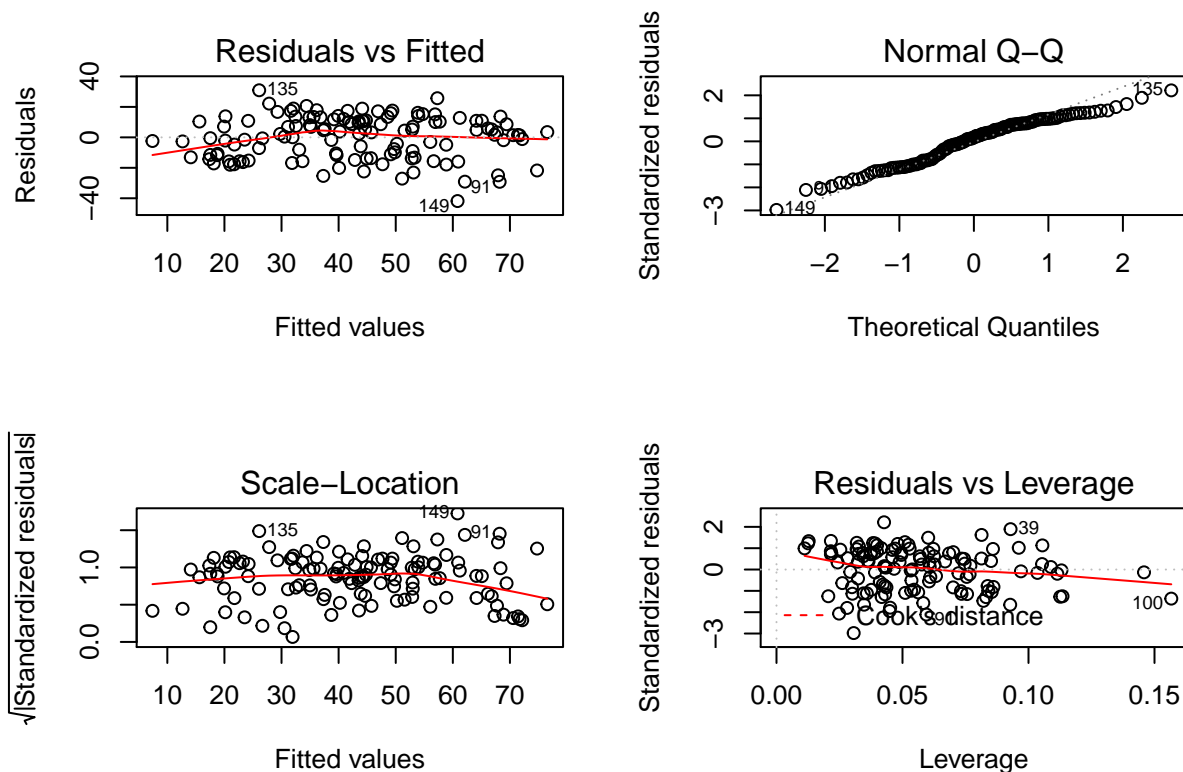 Residuals vs Fitted
Residuals
40
0
−40
135
91
149
10 20 30 40 50 60 70
Fitted values
Normal Q−Q
Standardized residuals
2
0
−3
135
149
−2 −1 0 1 2
Theoretical Quantiles
Scale−Location
√|Standardized residuals|
1.0
0.0
149
135
91
10 20 30 40 50 60 70
Fitted values
Residuals vs Leverage
Standardized residuals
2
0
−3
39
100
Cook's distance
0.00 0.05 0.10 0.15
Leverage